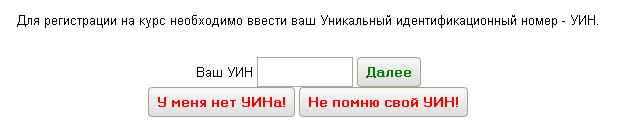 Для регистрации на курс необходимо ввести ваш Уникальный идентификационный номер - УИН.
Ваш УИН Далее
У меня нет УИНа! Не помню свой УИН!